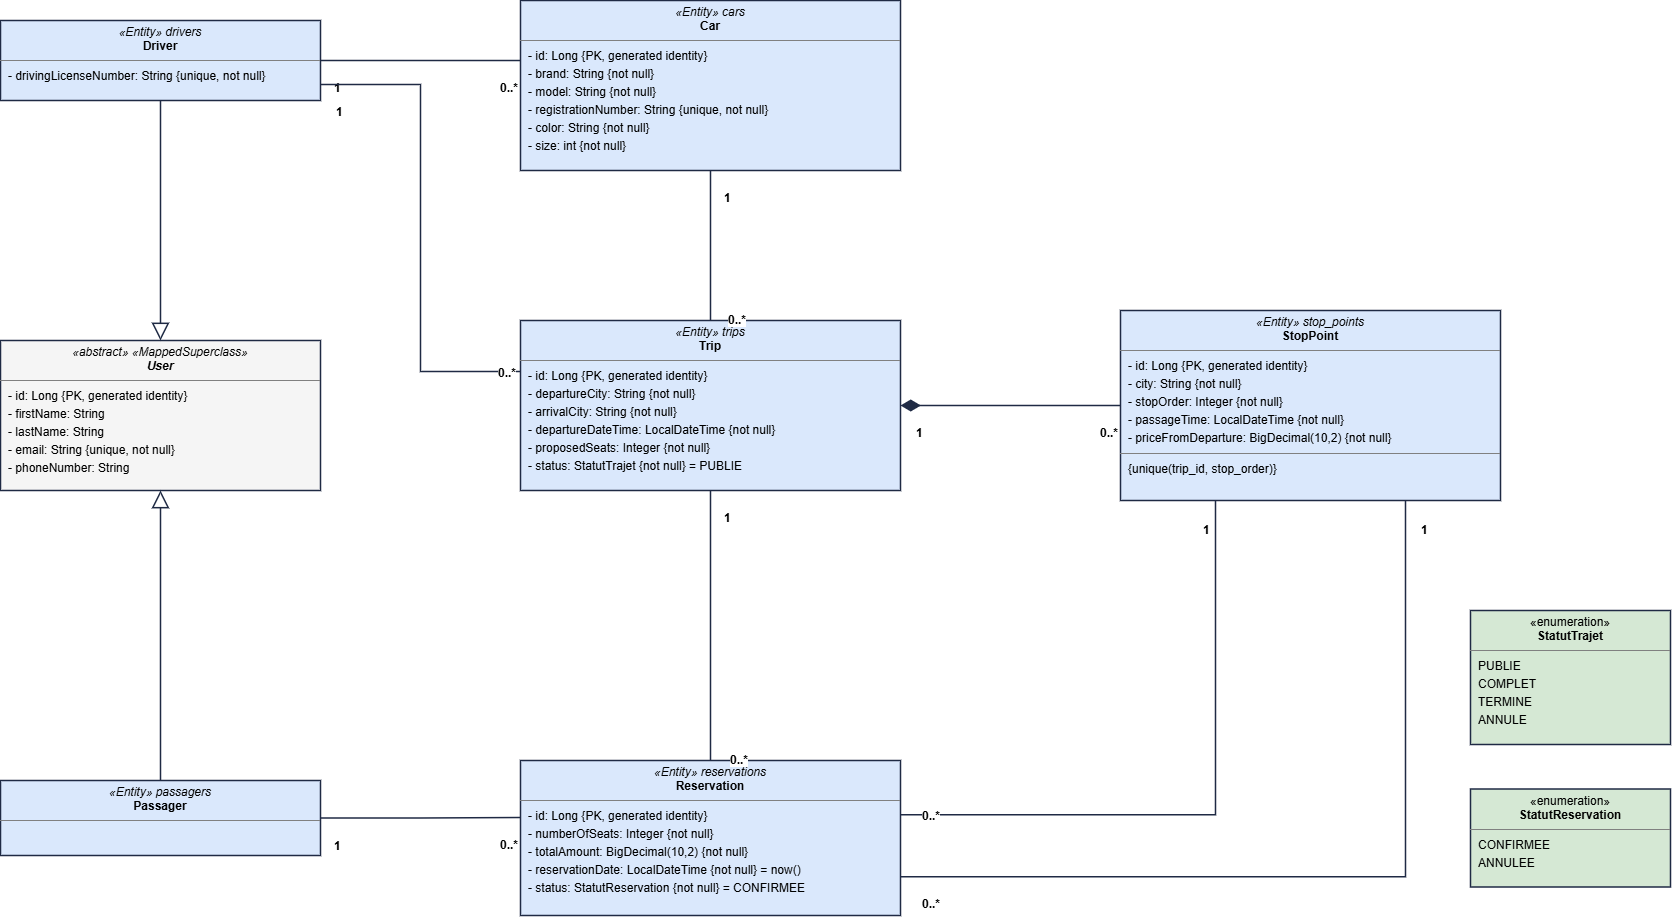 «Entity» drivers
Driver
- drivingLicenseNumber: String {unique, not null}
1
1
0..*
«Entity» cars
Car
- id: Long {PK, generated identity}
- brand: String {not null}
- model: String {not null}
- registrationNumber: String {unique, not null}
- color: String {not null}
- size: int {not null}
1
0..*
0..*
«abstract» «MappedSuperclass»
User
- id: Long {PK, generated identity}
- firstName: String
- lastName: String
- email: String {unique, not null}
- phoneNumber: String
«Entity» trips
Trip
- id: Long {PK, generated identity}
- departureCity: String {not null}
- arrivalCity: String {not null}
- departureDateTime: LocalDateTime {not null}
- proposedSeats: Integer {not null}
- status: StatutTrajet {not null} = PUBLIE
1
0..*
«Entity» stop_points
StopPoint
- id: Long {PK, generated identity}
- city: String {not null}
- stopOrder: Integer {not null}
- passageTime: LocalDateTime {not null}
- priceFromDeparture: BigDecimal(10,2) {not null}
{unique(trip_id, stop_order)}
1
1
1
0..*
«Entity» passagers
Passager
1
0..*
«Entity» reservations
Reservation
- id: Long {PK, generated identity}
- numberOfSeats: Integer {not null}
- totalAmount: BigDecimal(10,2) {not null}
- reservationDate: LocalDateTime {not null} = now()
- status: StatutReservation {not null} = CONFIRMEE
0..*
0..*
«enumeration»
StatutTrajet
PUBLIE
COMPLET
TERMINE
ANNULE
«enumeration»
StatutReservation
CONFIRMEE
ANNULEE